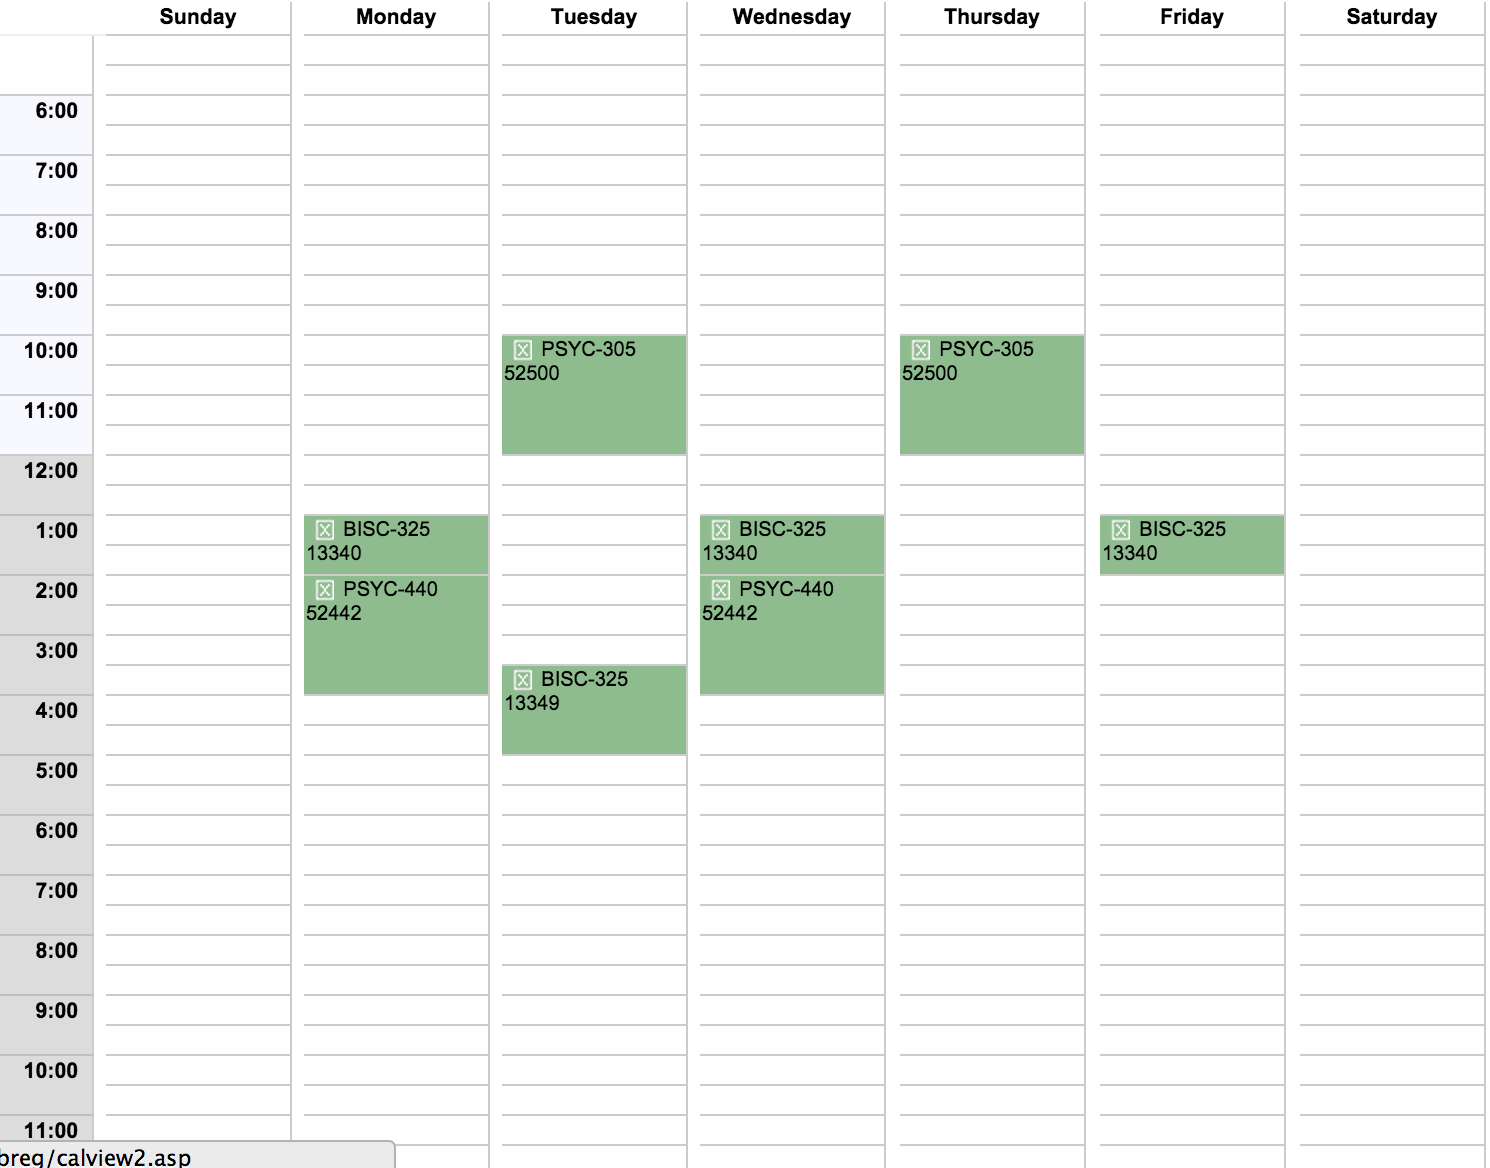 Sunday Monday Tuesday Wednesday Thursday Friday Saturday
6:00
7:00
8:00
9:00
10:00
PSYC-305
52500
PSYC-305
52500
11:00
12:00
1:00
BISC-325
13340
BISC-325
13340
BISC-325
13340
2:00
PSYC-440
52442
PSYC-440
52442
3:00
BISC-325
13349
4:00
5:00
6:00
7:00
8:00
9:00
10:00
11:00
breg/calview2.asp